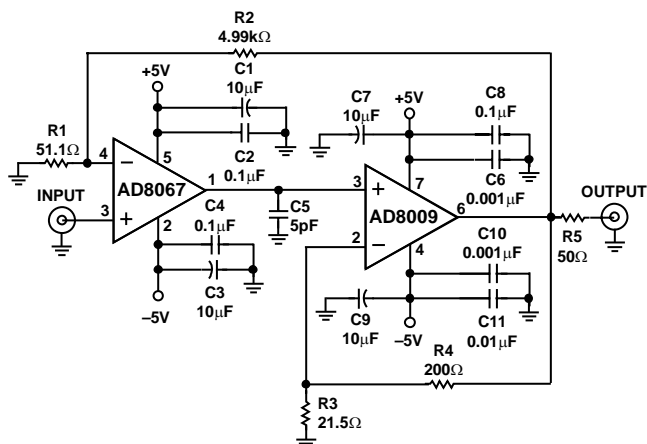 R2
4.99kΩ
+5V
C1
10µF
R1
51.1Ω
C2
0.1µF
4
–
5
AD8067
1
INPUT
3
+
2
C4
0.1µF
C3
10µF
–5V
C5
5pF
C7
10µF
+5V
C8
0.1µF
C6
0.001µF
3
+
7
AD8009
6
2
–
4
OUTPUT
R5
50Ω
C10
0.001µF
C9
10µF
–5V
C11
0.01µF
R4
200Ω
R3
21.5Ω